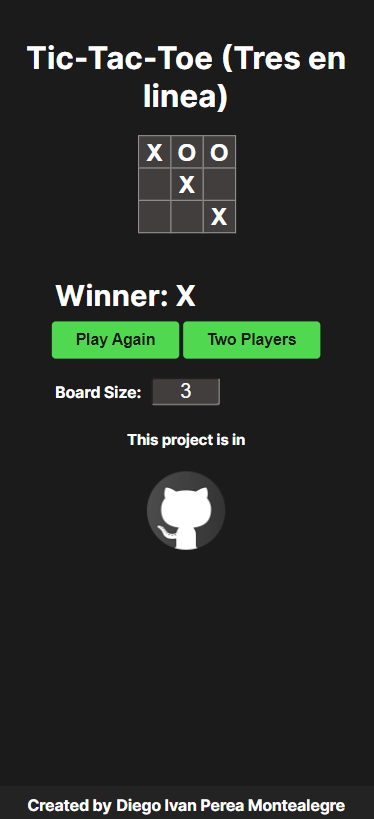 Tic-Tac-Toe (Tres en
linea)
X O O
X
X
Winner: X
Play Again Two Players
Board Size: 3
This project is in
Created by Diego Ivan Perea Montealegre